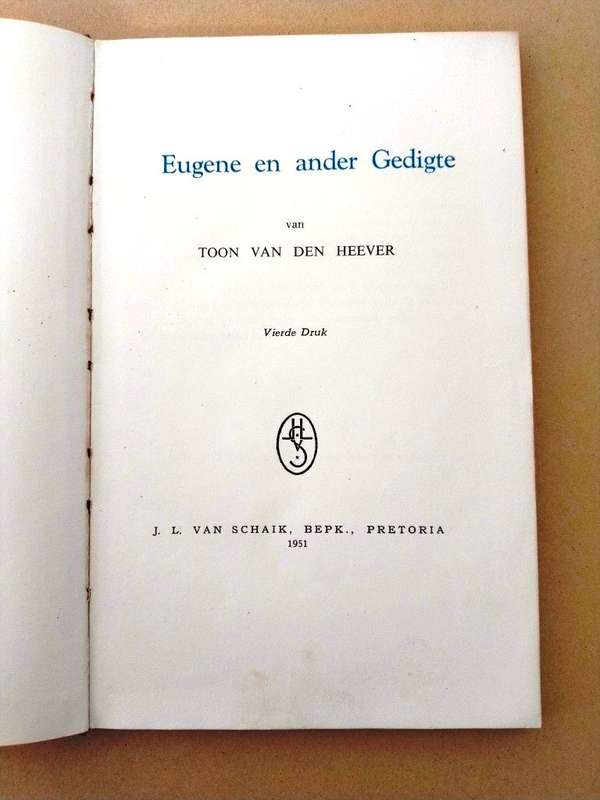 Eugene en ander Gedigte
van
TOON VAN DEN HEEVER
Vierde Druk
J. L. VAN SCHAIK, BEPK., PRETORIA
1951